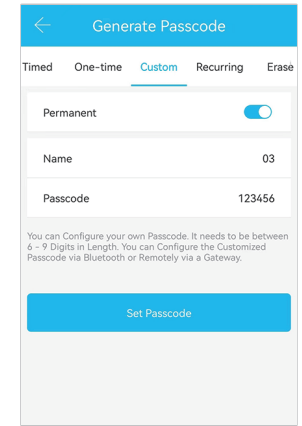 Generate Passcode
Timed One-time Custom Recurring Erase
Permanent
Name 03
Passcode 123456
You can Configure your own Passcode. It needs to be between
6 - 9 Digits in Length. You can Configure the Customized
Passcode via Bluetooth or Remotely via a Gateway.
Set Passcode